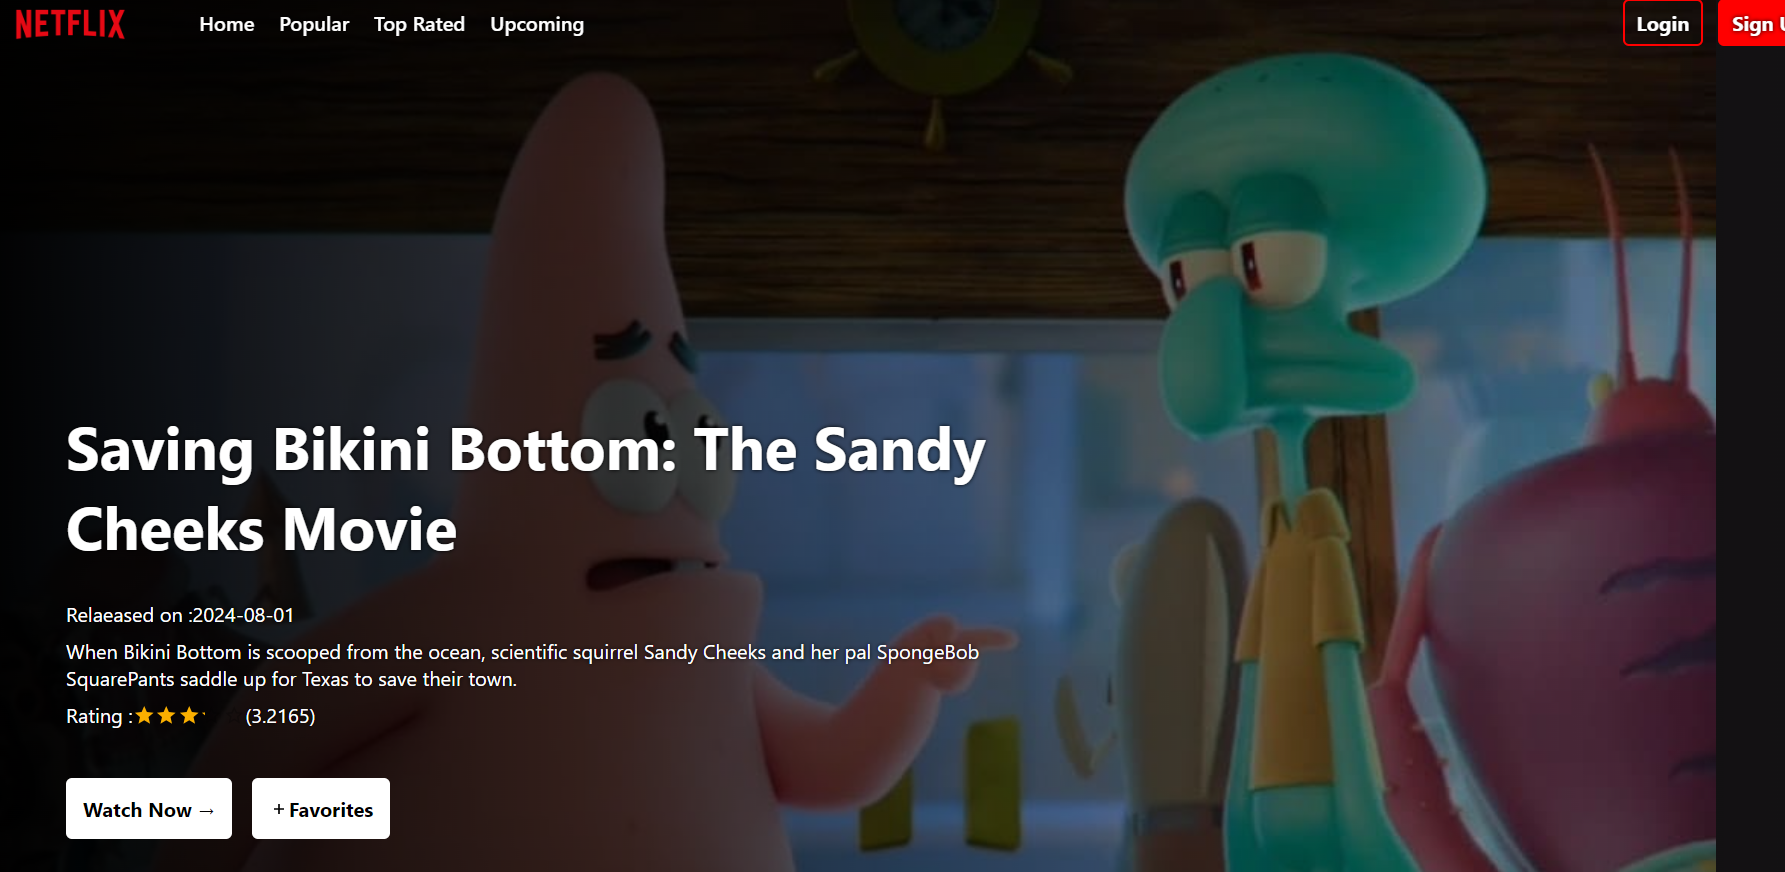 NETFLIX Home Popular Top Rated Upcoming Login Sign U
Saving Bikini Bottom: The Sandy
Cheeks Movie
Relaeased on :2024-08-01
When Bikini Bottom is scooped from the ocean, scientific squirrel Sandy Cheeks and her pal SpongeBob
SquarePants saddle up for Texas to save their town.
Rating : (3.2165)
Watch Now → + Favorites